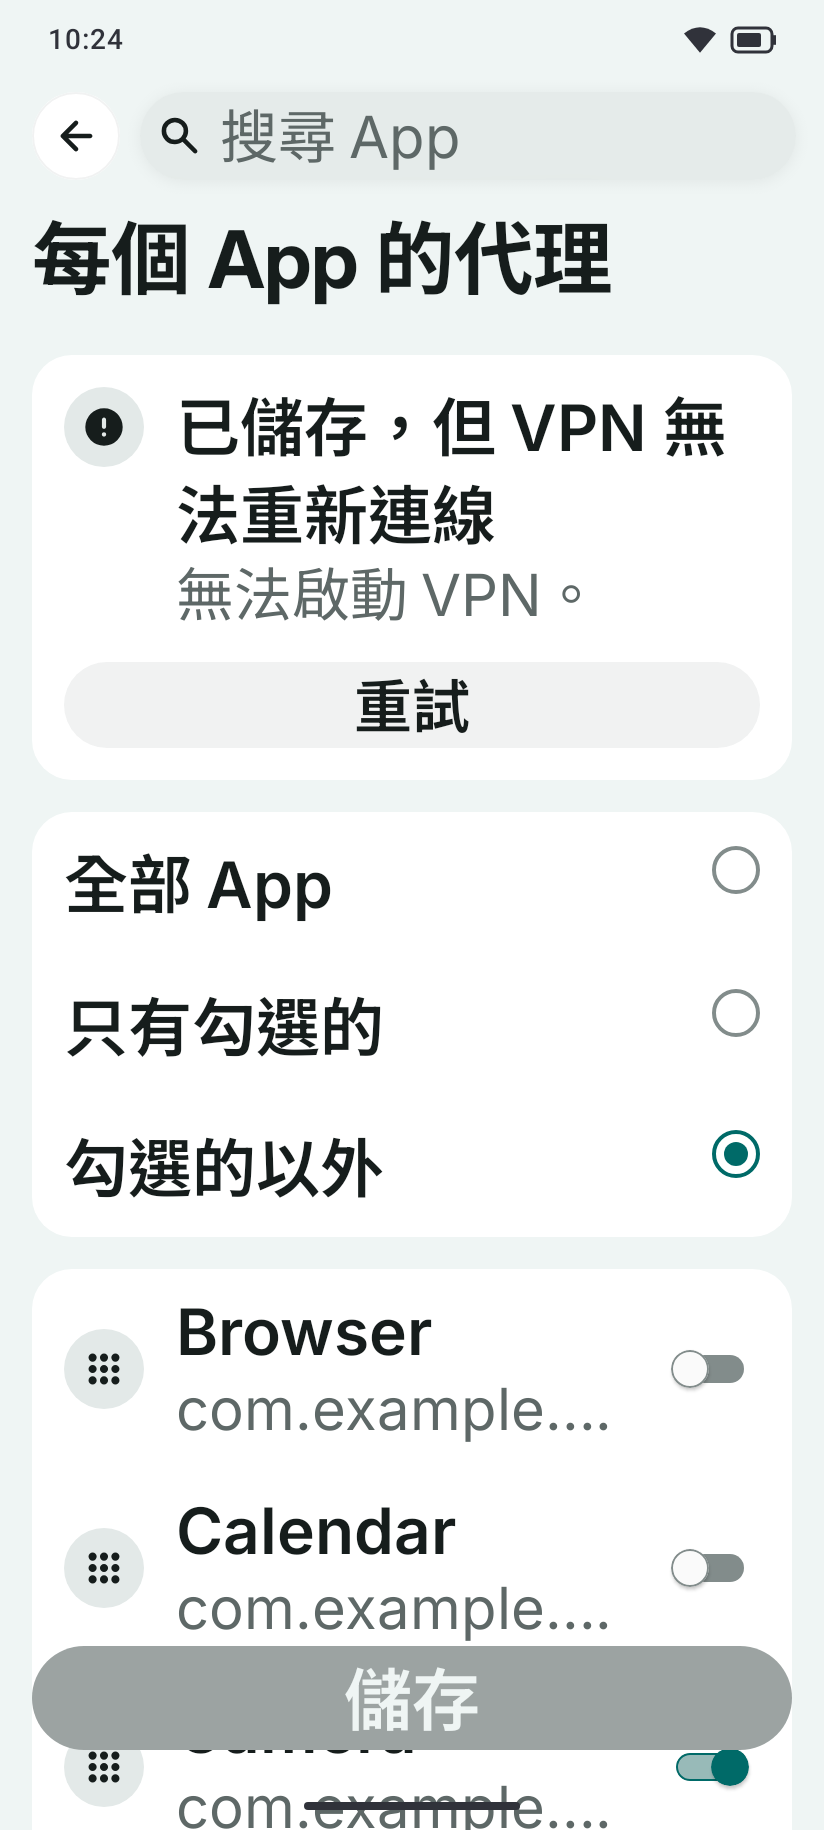 10:24
搜尋 App
每個 App 的代理
已儲存，但 VPN 無
法重新連線
無法啟動 VPN。
重試
全部 App
只有勾選的
勾選的以外
Browser
com.example....
Calendar
com.example....
儲存
com.example....